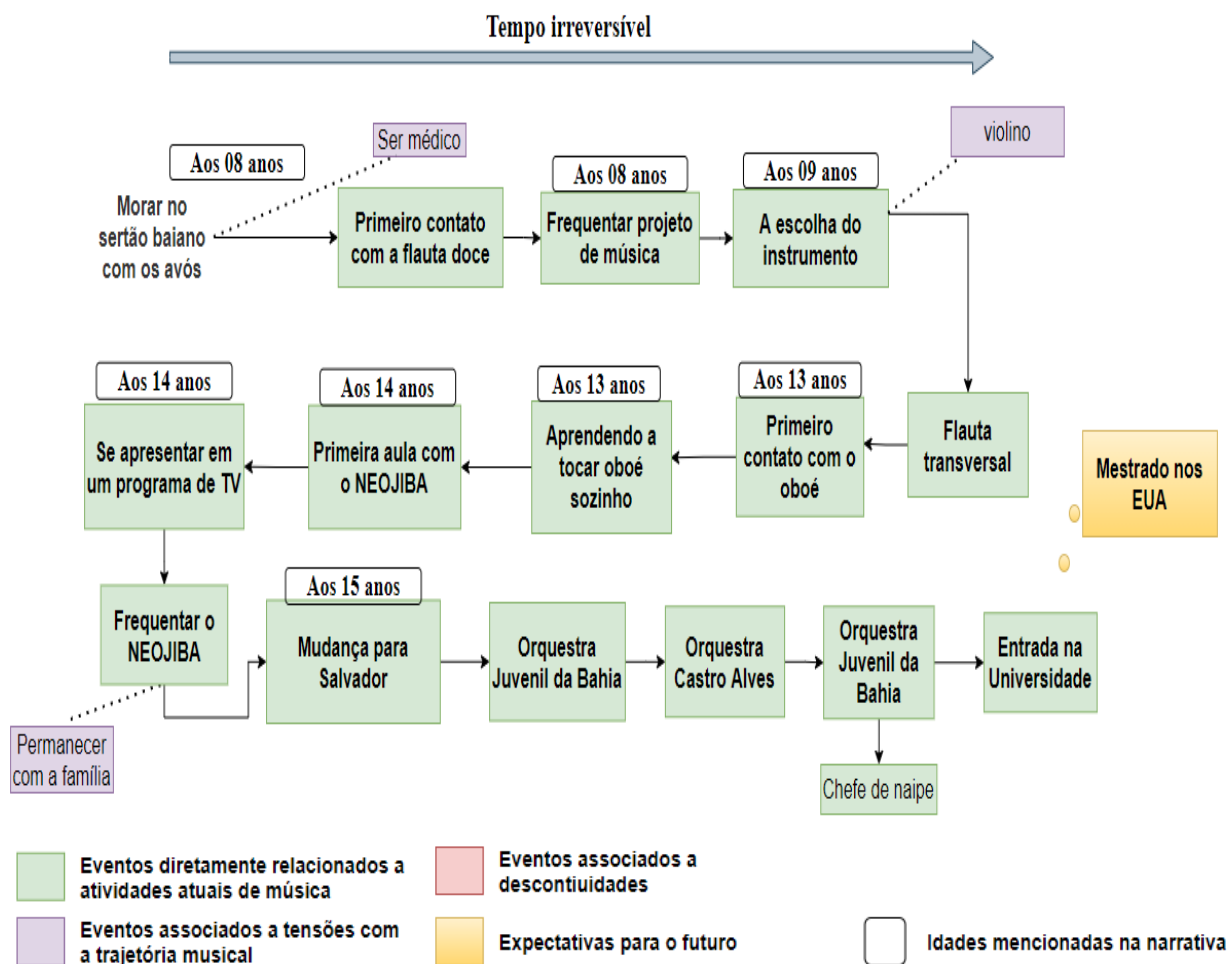 Tempo irreversível
Ser médico
violino
Aos 08 anos
Aos 08 anos
Aos 09 anos
Morar no
sertão baiano
com os avós
Primeiro contato
com a flauta doce
Frequentar projeto
de música
A escolha do
instrumento
Aos 14 anos
Aos 14 anos
Aos 13 anos
Aos 13 anos
Se apresentar em
um programa de TV
Primeira aula com
o NEOJIBA
Aprendendo a
tocar oboé
sozinho
Primeiro
contato com o
oboé
Flauta
transversal
Mestrado nos
EUA
Aos 15 anos
Frequentar o
NEOJIBA
Mudança para
Salvador
Orquestra
Juvenil da Bahia
Orquestra
Castro Alves
Orquestra
Juvenil da
Bahia
Entrada na
Universidade
Permanecer
com a família
Chefe de naipe
Eventos diretamente relacionados a
atividades atuais de música
Eventos associados a
descontiuidades
Eventos associados a tensões com
a trajetória musical
Expectativas para o futuro
Idades mencionadas na narrativa